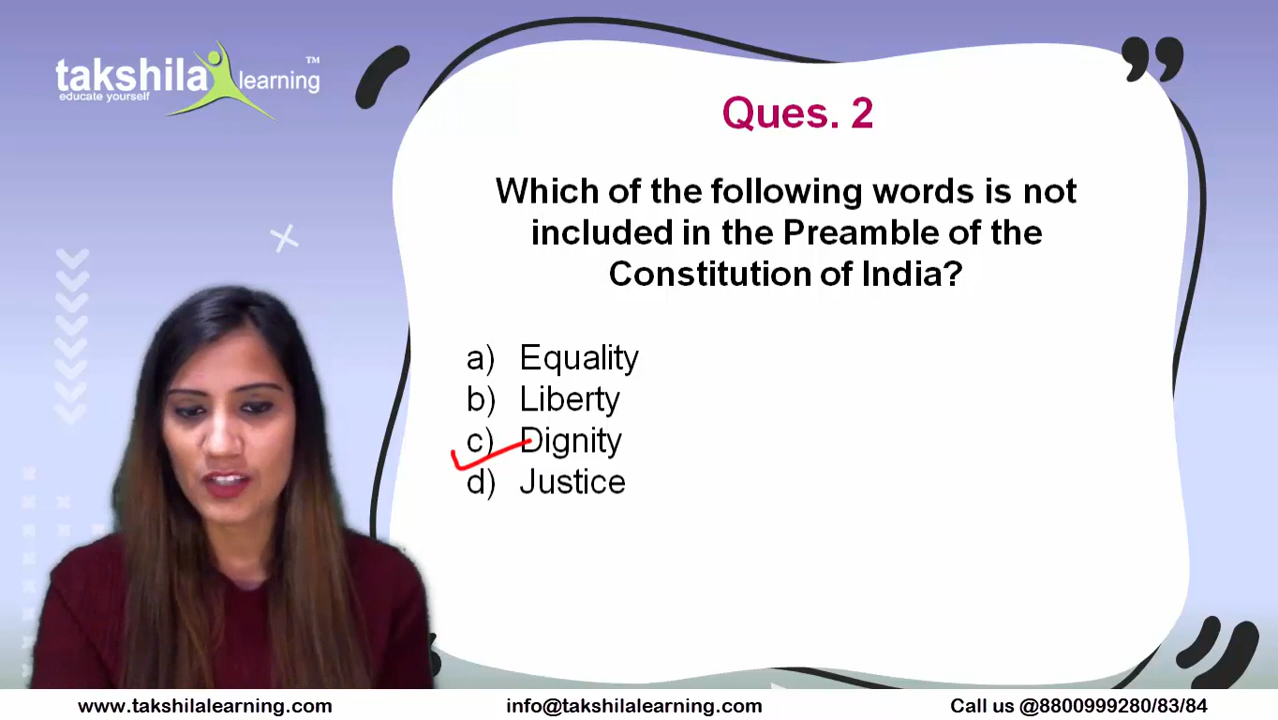 takshila learning ™
educate yourself
Ques. 2
Which of the following words is not
included in the Preamble of the
Constitution of India?
a) Equality
b) Liberty
c) Dignity
d) Justice
www.takshilalearning.com info@takshilalearning.com Call us @8800999280/83/84